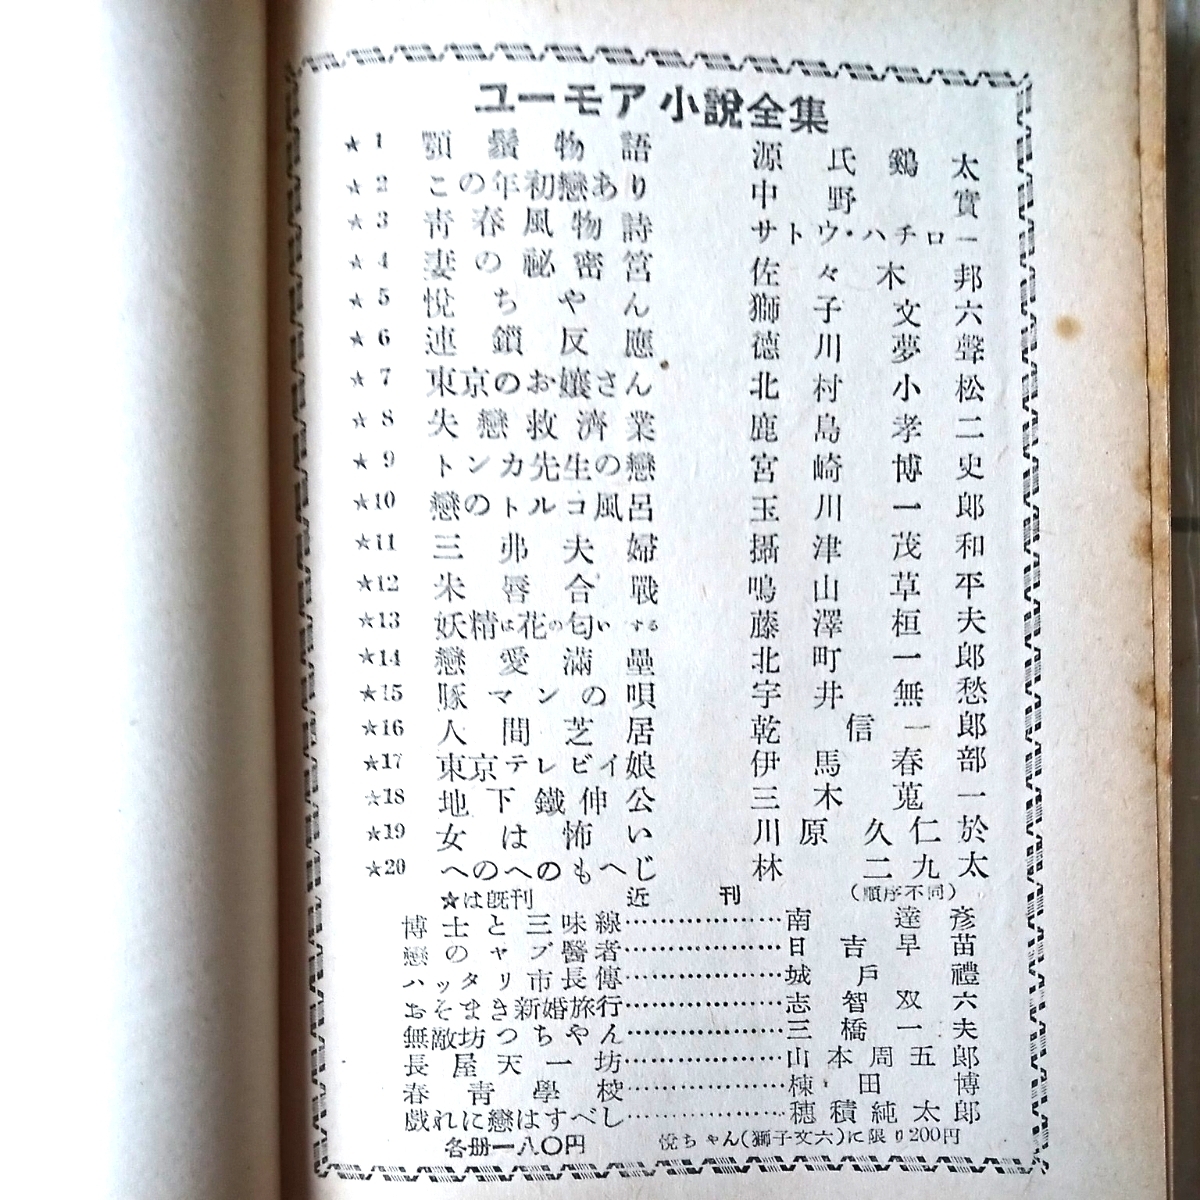 ユーモア小說全集
★1 顎鬚物語 源氏鷄太
★2 この年初戀あり 中野實
★3 靑春風物詩 サトウ・ハチロー
★4 妻の祕密筥 佐々木邦
★5 悅ちやん 獅子文六
★6 連鎖反應 德川夢聲
★7 東京のお孃さん 北村小松
★8 失戀救濟業 鹿島孝二
★9 トンカ先生の戀 宮崎博史
★10 戀のトルコ風呂 玉川一郎
★11 三弗夫婦 攝津茂和
★12 米唇合戰 鳴山草平
★13 妖精は花の匂いする 藤澤桓夫
★14 戀愛滿壘 北町一郎
★15 豚マンの唄 宇井無愁
★16 人間芝居 乾信一郎
★17 東京テレビイ娘 伊馬春部
★18 地下鐵伸公 三木蒐一
★19 女は怖い 川原久仁於
★20 へのへのもへじ 林二九太
★は旣刊 近刊 (順序不同)
博士と三味線…………南達彥
戀のヤブ醫者…………日吉早苗
ハッタリ市長傳…………城戶禮
おそまき新婚旅行…………志智双六
無敵坊つちやん…………三橋一夫
長屋天一坊…………山本周五郎
春靑學校…………棟田博
戯れに戀はすべし…………穗積純太郎
各册一八〇円 悅ちゃん(獅子文六)に限り200円